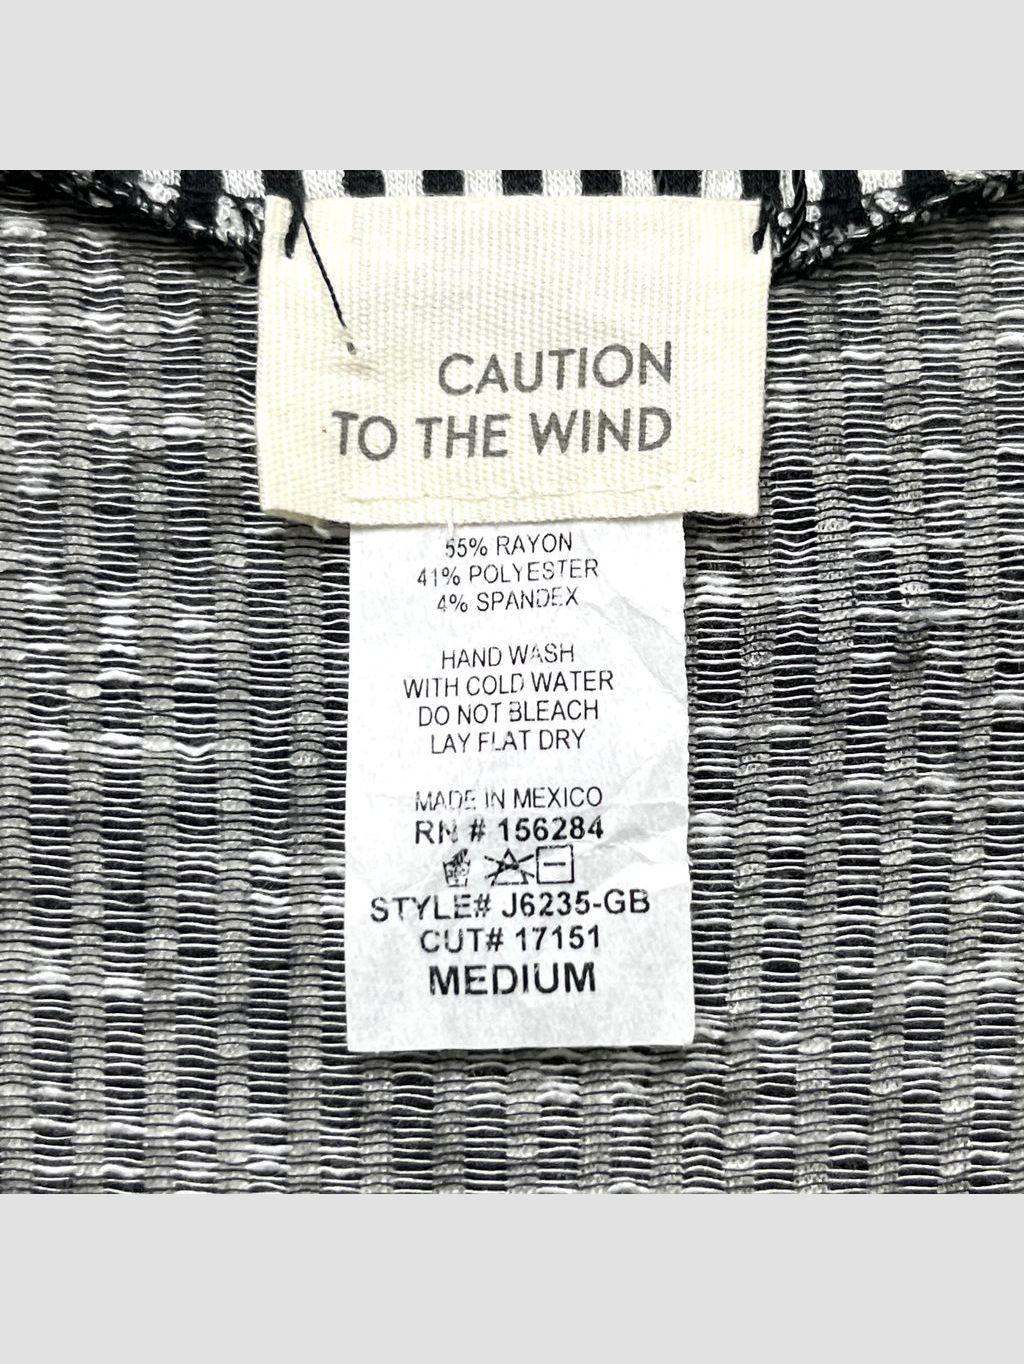 CAUTION
TO THE WIND
55% RAYON
41% POLYESTER
4% SPANDEX
HAND WASH
WITH COLD WATER
DO NOT BLEACH
LAY FLAT DRY
MADE IN MEXICO
RN # 156284
STYLE# J6235-GB
CUT# 17151
MEDIUM